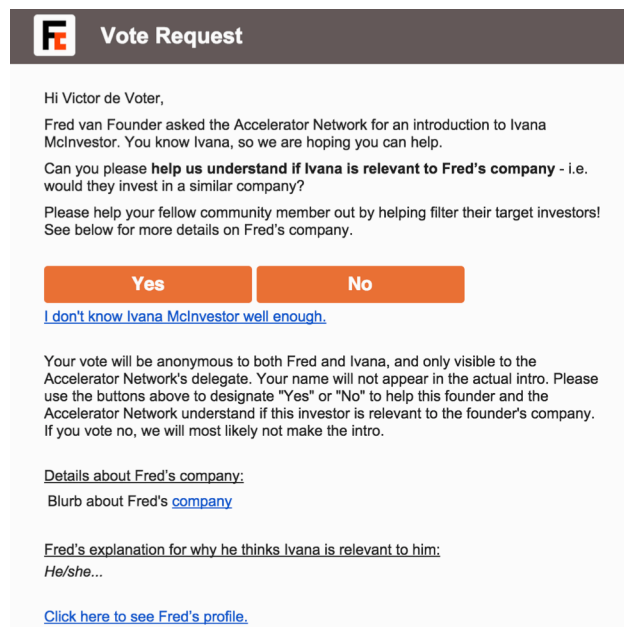 FC
Vote Request
Hi Victor de Voter,
Fred van Founder asked the Accelerator Network for an introduction to Ivana
McInvestor. You know Ivana, so we are hoping you can help.
Can you please help us understand if Ivana is relevant to Fred's company - i.e.
would they invest in a similar company?
Please help your fellow community member out by helping filter their target investors!
See below for more details on Fred's company.
Yes No
I don't know Ivana McInvestor well enough.
Your vote will be anonymous to both Fred and Ivana, and only visible to the
Accelerator Network's delegate. Your name will not appear in the actual intro. Please
use the buttons above to designate "Yes" or "No" to help this founder and the
Accelerator Network understand if this investor is relevant to the founder's company.
If you vote no, we will most likely not make the intro.
Details about Fred's company:
Blurb about Fred's company
Fred's explanation for why he thinks Ivana is relevant to him:
He/she...
Click here to see Fred's profile.